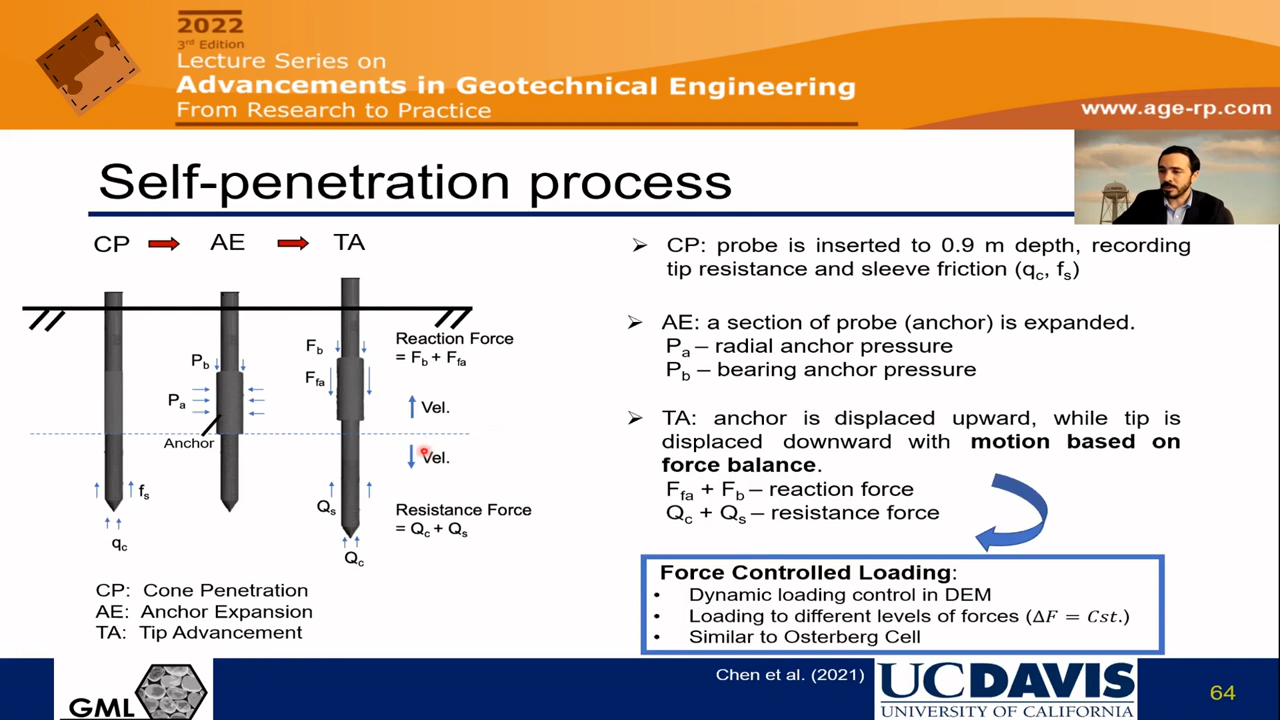 2022
3rd Edition
Lecture Series on
Advancements in Geotechnical Engineering
From Research to Practice
www.age-rp.com
Self-penetration process
CP AE TA
Reaction Force
= Fb + Ffa
Fb
Pb
Ffa
Pa
Vel.
Anchor
Vel.
fs
Qs
Resistance Force
= Qc + Qs
qc
Qc
CP: Cone Penetration
AE: Anchor Expansion
TA: Tip Advancement
➢ CP: probe is inserted to 0.9 m depth, recording
tip resistance and sleeve friction (qc, fs)
➢ AE: a section of probe (anchor) is expanded.
Pa – radial anchor pressure
Pb – bearing anchor pressure
➢ TA: anchor is displaced upward, while tip is
displaced downward with motion based on
force balance.
Ffa + Fb – reaction force
Qc + Qs – resistance force
Force Controlled Loading:
• Dynamic loading control in DEM
• Loading to different levels of forces (ΔF = Cst.)
• Similar to Osterberg Cell
GML
Chen et al. (2021)
UCDAVIS
UNIVERSITY OF CALIFORNIA
64